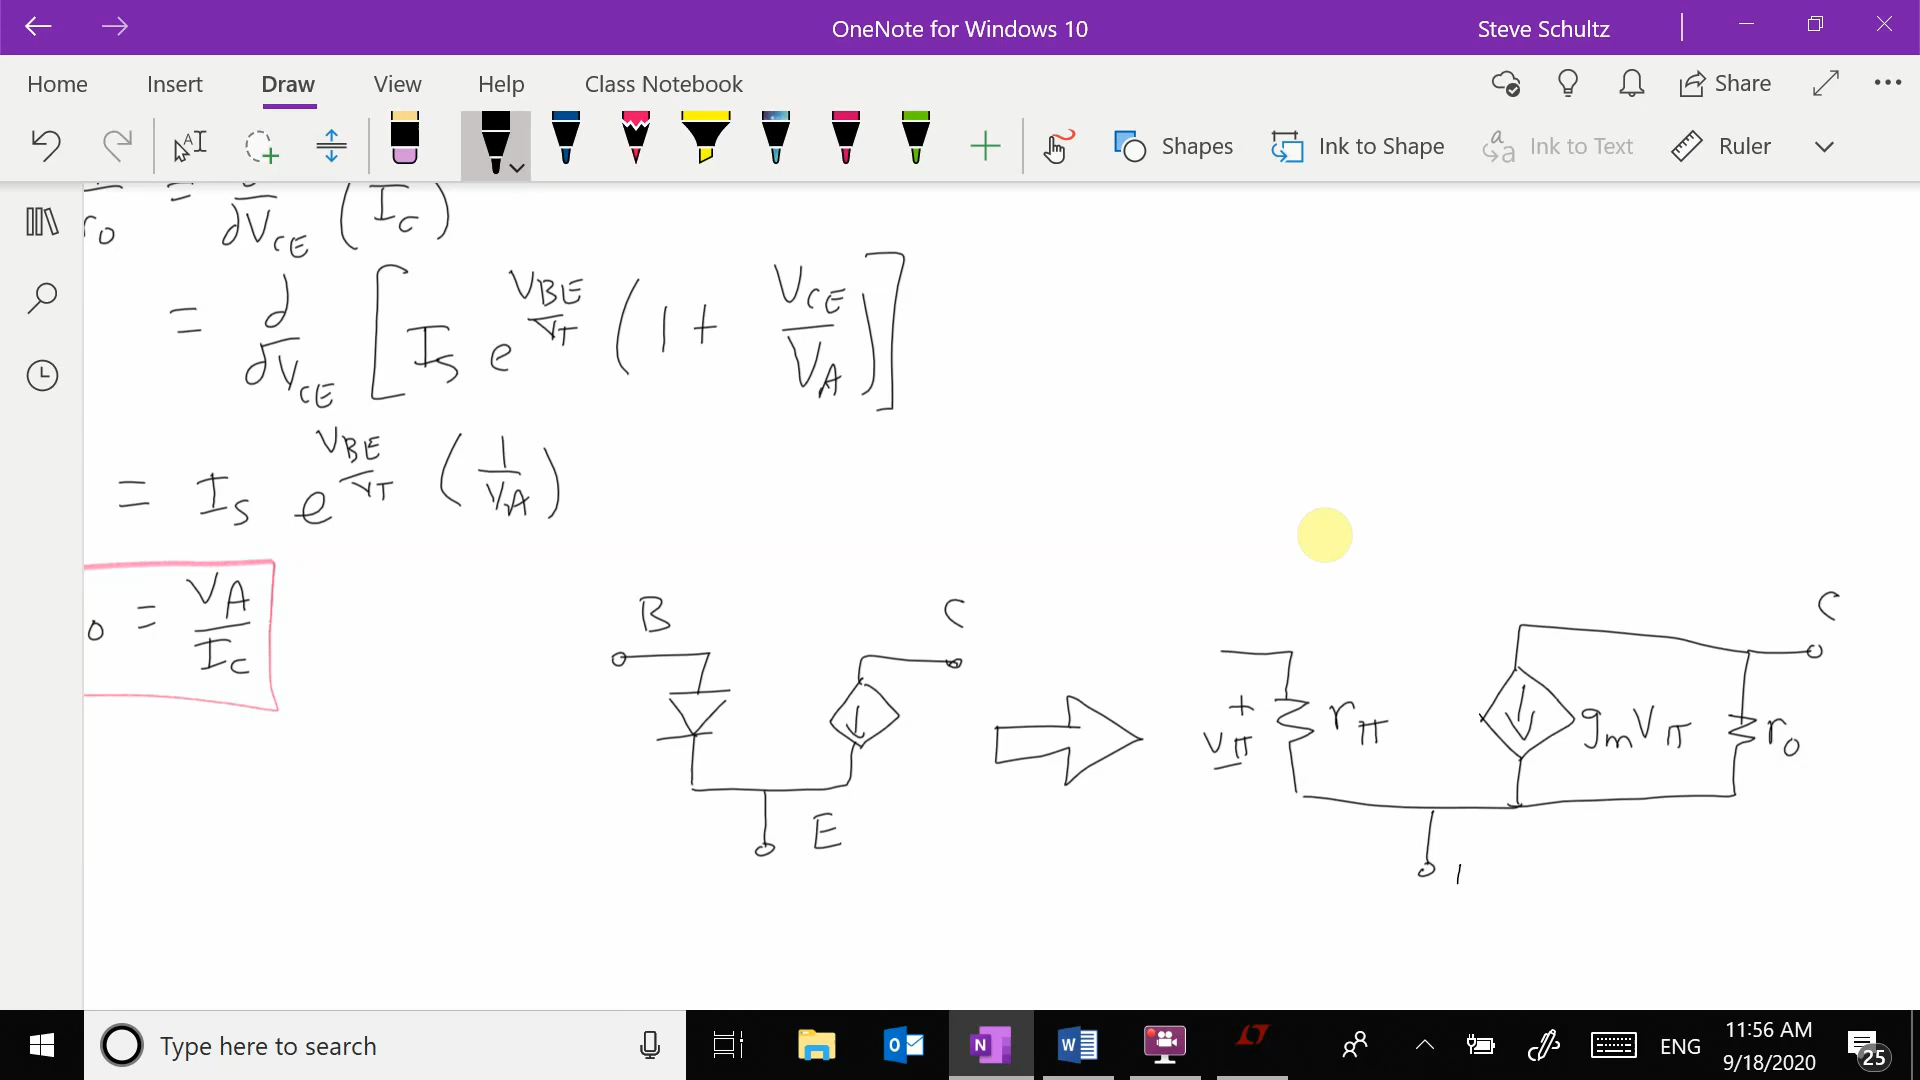 OneNote for Windows 10
Steve Schultz
Home Insert Draw View Help Class Notebook
Share
Shapes Ink to Shape Ink to Text Ruler
r0 = ∂/∂VCE (IC)
= ∂/∂VCE [IS e^(VBE/VT) (1 + VCE/VA)]
= IS e^(VBE/VT) (1/VA)
o = VA/IC
B
C
E
C
+
vπ
rπ
gmVπ
ro
Type here to search
ENG
11:56 AM
9/18/2020
25